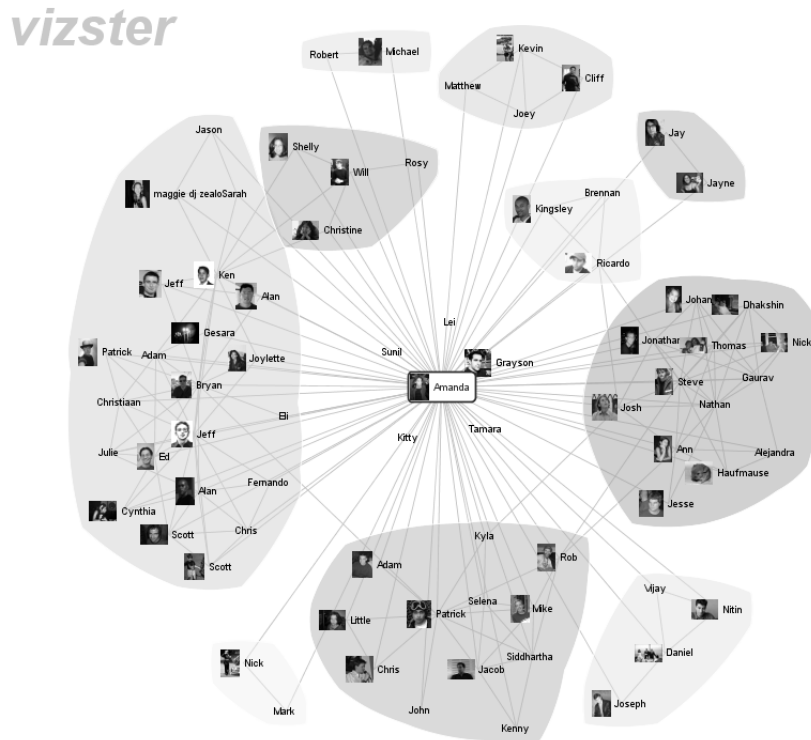 vizster
Robert
Michael
Kevin
Matthew
Cliff
Joey
Jason
Shelly
Will
Rosy
Jay
Jayne
maggie dj zealoSarah
Christine
Brennan
Kingsley
Ricardo
Jeff
Ken
Alan
Johan
Dhakshin
Lei
Gesara
Patrick
Adam
Joylette
Sunil
Grayson
Jonathan
Thomas
Nick
Bryan
Amanda
Steve
Gaurav
Christiaan
Eli
Josh
Nathan
Jeff
Kitty
Tamara
Julie
Ed
Ann
Alejandra
Haufmause
Alan
Fernando
Jesse
Cynthia
Scott
Chris
Kyla
Scott
Adam
Rob
Vijay
Selena
Nitin
Little
Patrick
Mike
Daniel
Siddhartha
Nick
Chris
Jacob
Mark
John
Kenny
Joseph